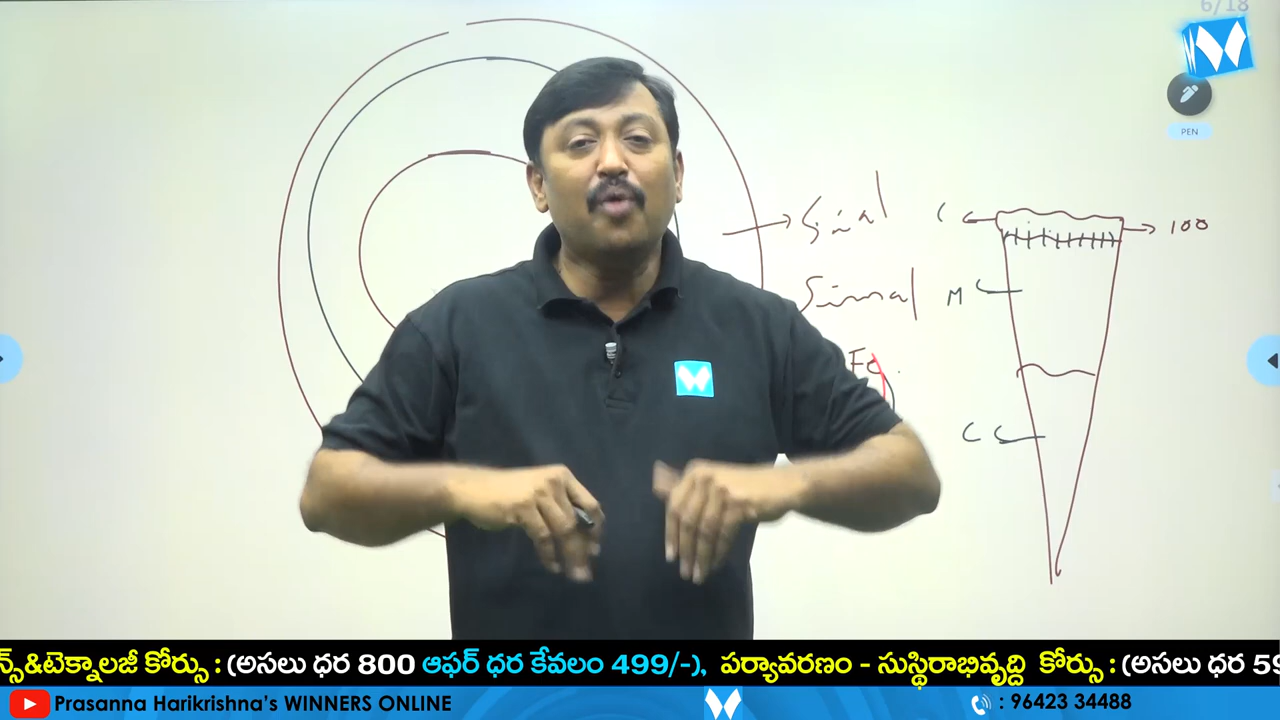 6/18
PEN
Sial
C
100
Simal
M
C
న్స్&టెక్నాలజీ కోర్సు : (అసలు ధర 800 ఆఫర్ ధర కేవలం 499/-), పర్యావరణం - సుస్థిరాభివృద్ది కోర్సు : (అసలు ధర 59
Prasanna Harikrishna's WINNERS ONLINE
: 96423 34488